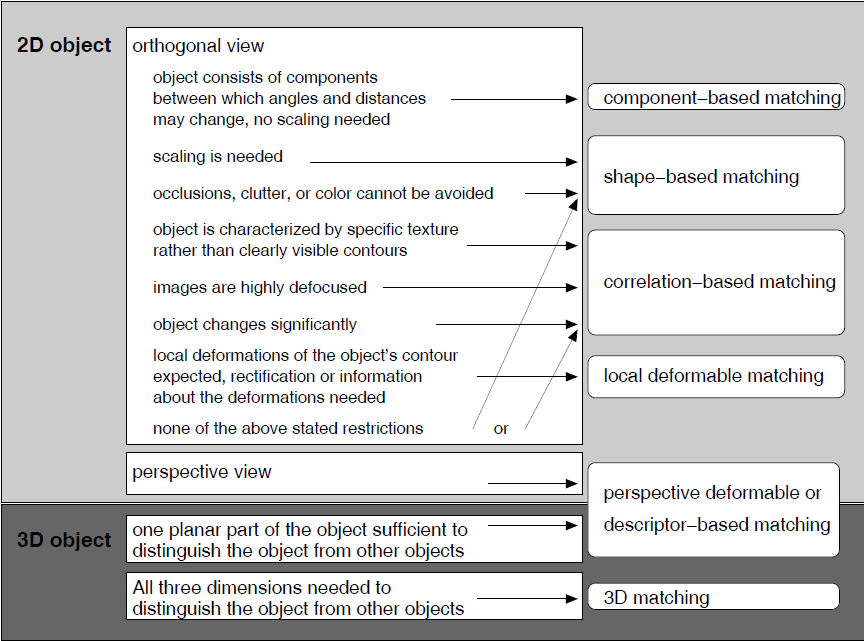 2D object
orthogonal view
object consists of components
between which angles and distances
may change, no scaling needed
component–based matching
scaling is needed
shape–based matching
occlusions, clutter, or color cannot be avoided
object is characterized by specific texture
rather than clearly visible contours
correlation–based matching
images are highly defocused
object changes significantly
local deformations of the object's contour
expected, rectification or information
about the deformations needed
local deformable matching
none of the above stated restrictions or
perspective view
perspective deformable or
descriptor–based matching
3D object
one planar part of the object sufficient to
distinguish the object from other objects
All three dimensions needed to
distinguish the object from other objects
3D matching